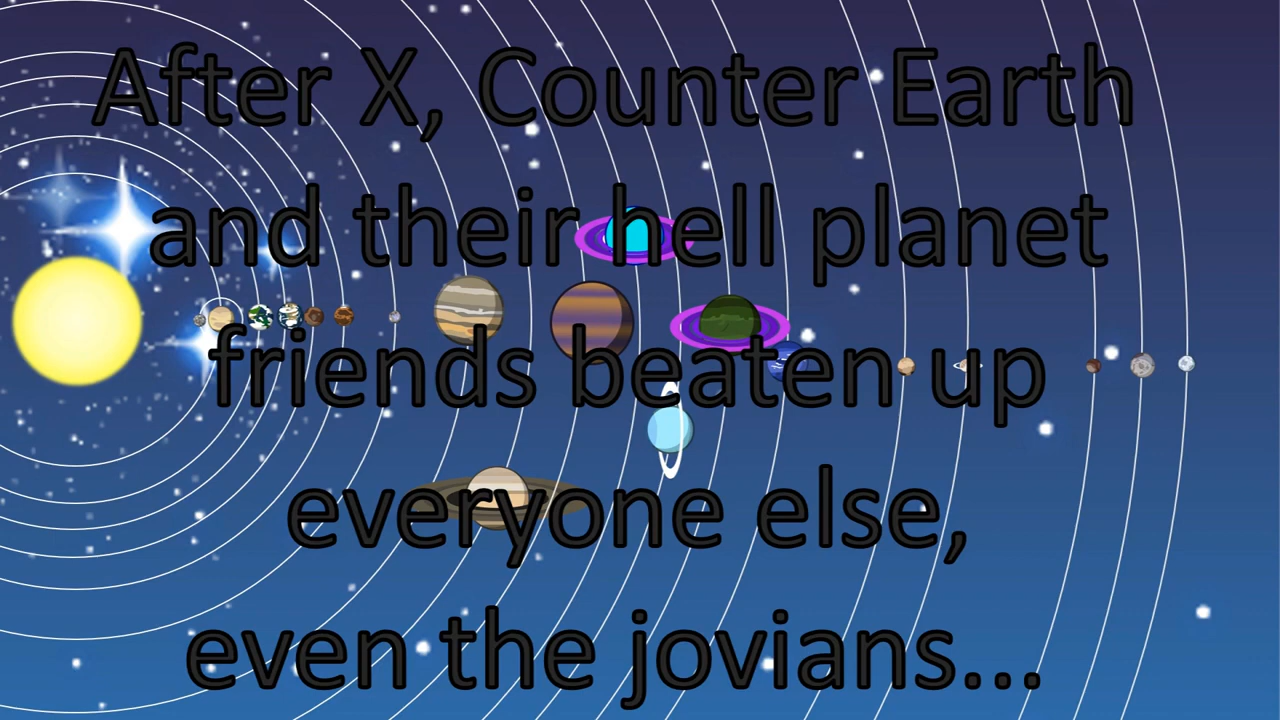 After X, Counter Earth
and their hell planet
friends beaten up
everyone else,
even the jovians...